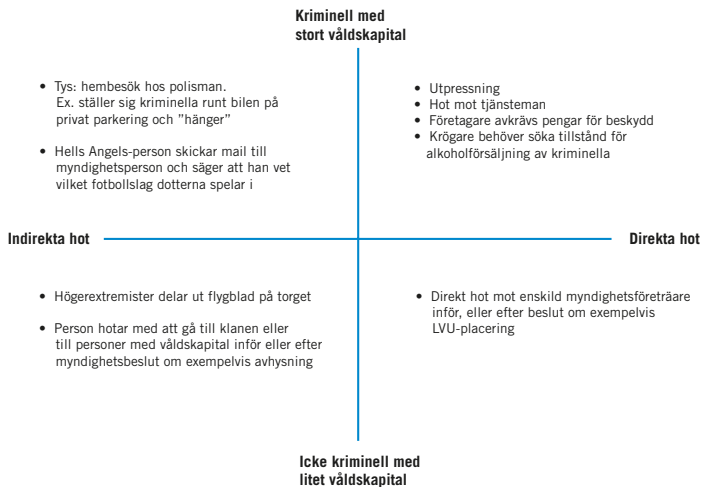 Kriminell med
stort våldskapital
• Tys: hembesök hos polisman.
Ex. ställer sig kriminella runt bilen på
privat parkering och ”hänger”
• Hells Angels-person skickar mail till
myndighetsperson och säger att han vet
vilket fotbollslag dotterna spelar i
• Utpressning
• Hot mot tjänsteman
• Företagare avkrävs pengar för beskydd
• Krögare behöver söka tillstånd för
alkoholförsäljning av kriminella
Indirekta hot
Direkta hot
• Högerextremister delar ut flygblad på torget
• Person hotar med att gå till klanen eller
till personer med våldskapital inför eller efter
myndighetsbeslut om exempelvis avhysning
• Direkt hot mot enskild myndighetsföreträare
inför, eller efter beslut om exempelvis
LVU-placering
Icke kriminell med
litet våldskapital